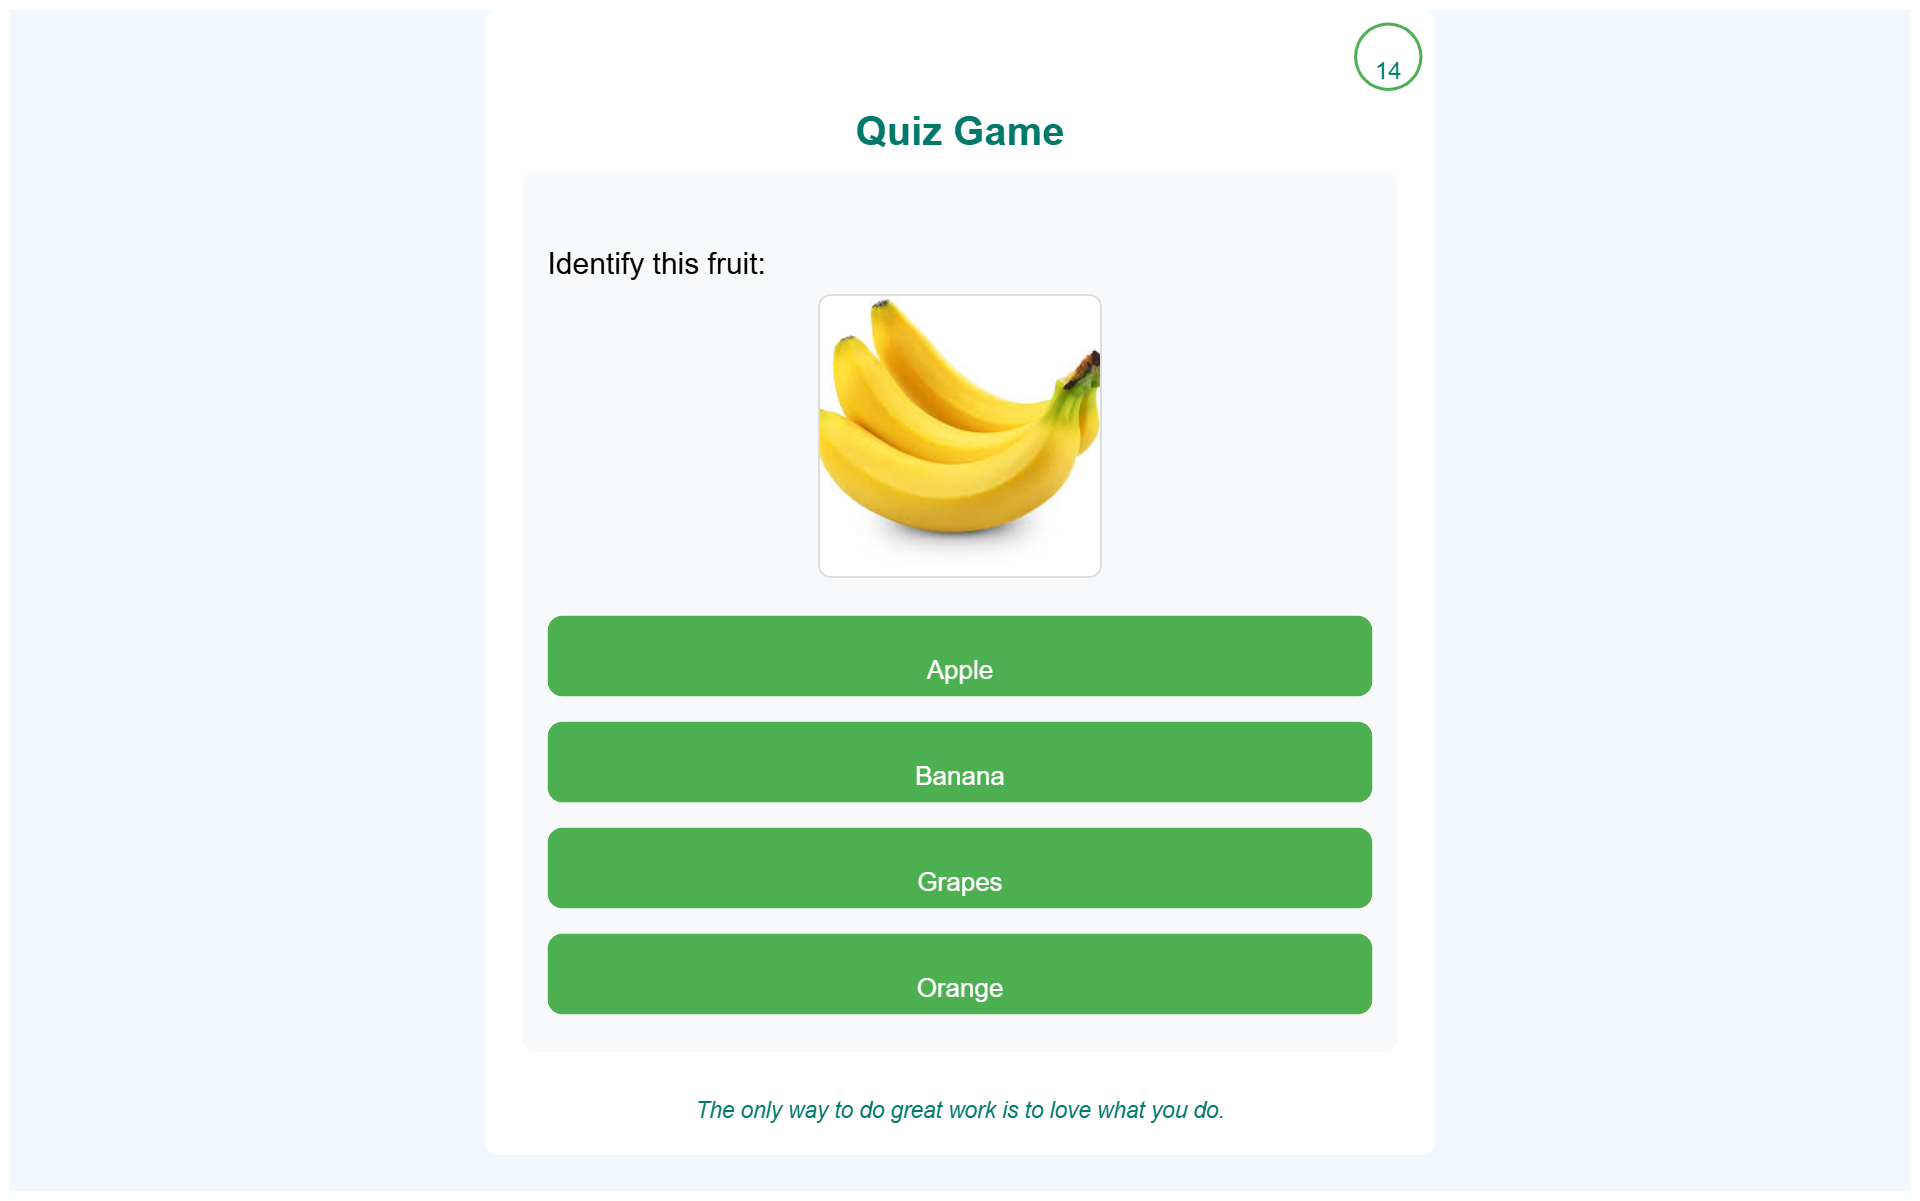 14
Quiz Game
Identify this fruit:
Apple
Banana
Grapes
Orange
The only way to do great work is to love what you do.